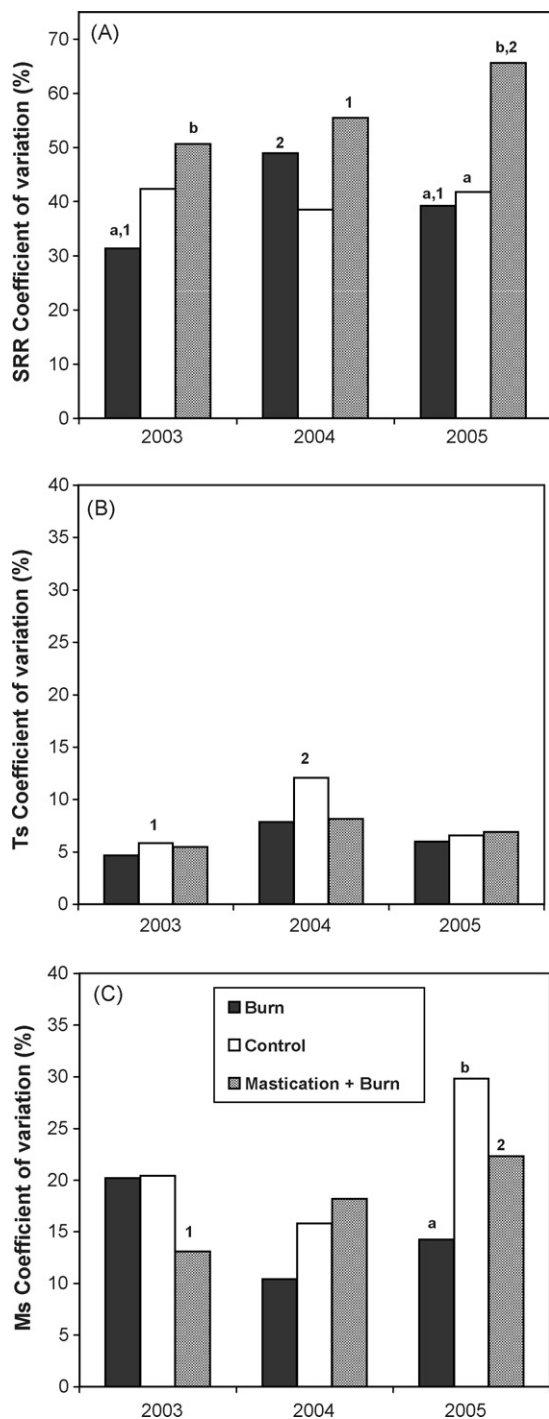 (A)
SRR Coefficient of variation (%)
70
60
50
40
30
20
10
0
a,1
b
2
1
a,1
a
b,2
2003
2004
2005
(B)
Ts Coefficient of variation (%)
40
35
30
25
20
15
10
5
0
1
2
2003
2004
2005
(C)
Ms Coefficient of variation (%)
40
35
30
25
20
15
10
5
0
Burn
Control
Mastication + Burn
1
a
b
2
2003
2004
2005